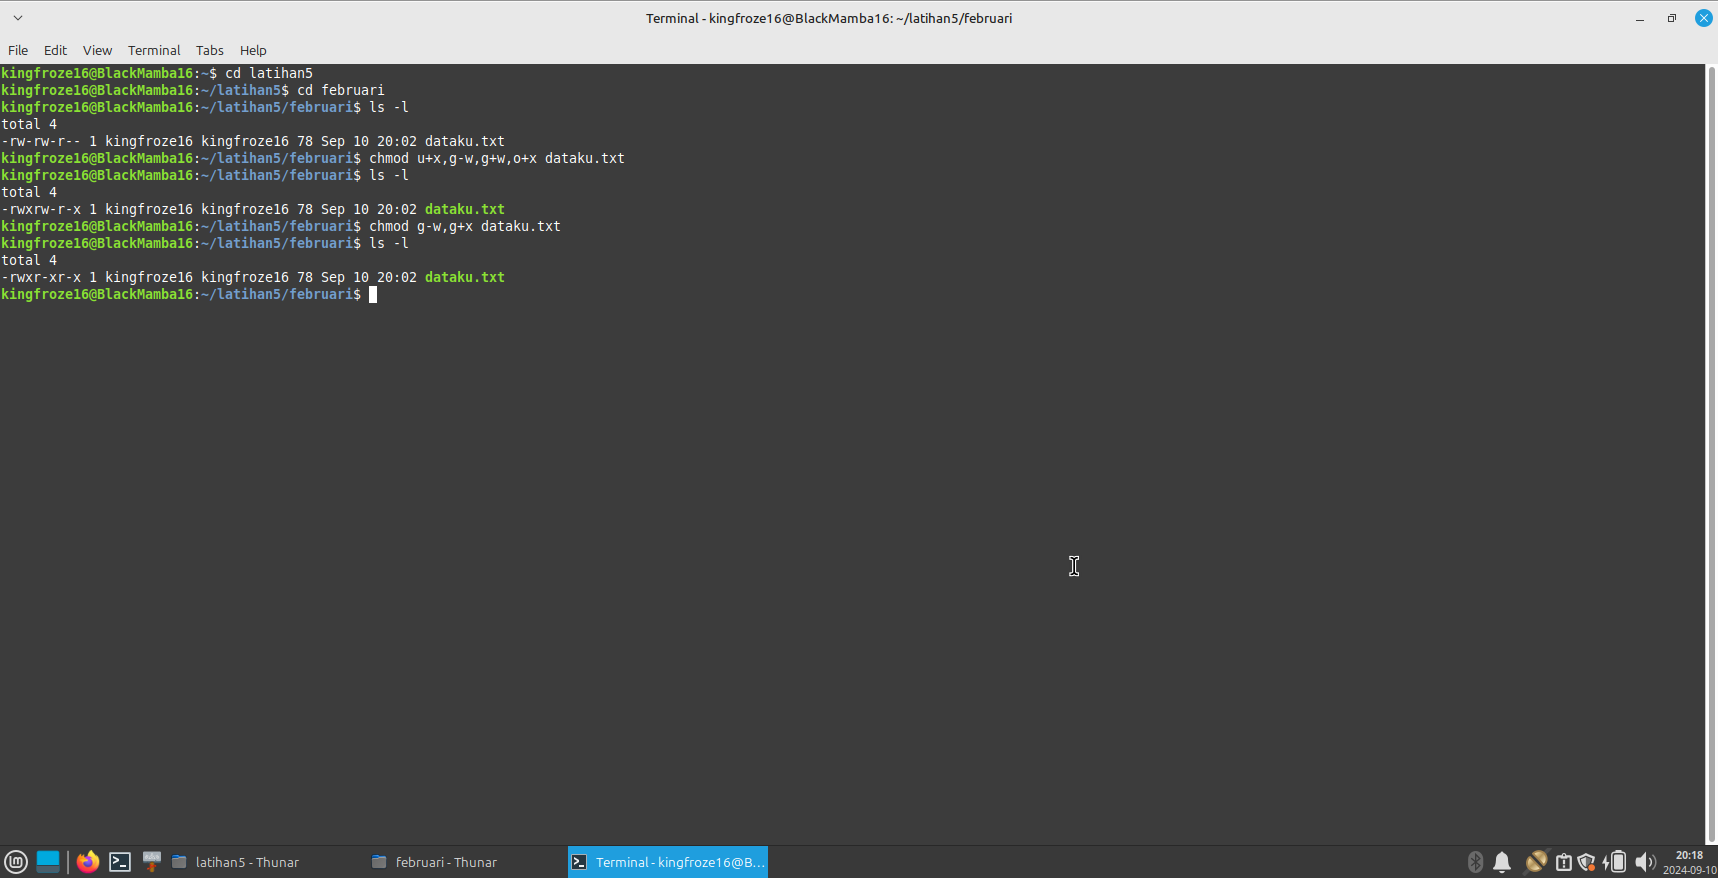 Terminal - kingfroze16@BlackMamba16: ~/latihan5/februari
File Edit View Terminal Tabs Help
kingfroze16@BlackMamba16:~$ cd latihan5
kingfroze16@BlackMamba16:~/latihan5$ cd februari
kingfroze16@BlackMamba16:~/latihan5/februari$ ls -l
total 4
-rw-rw-r-- 1 kingfroze16 kingfroze16 78 Sep 10 20:02 dataku.txt
kingfroze16@BlackMamba16:~/latihan5/februari$ chmod u+x,g-w,g+w,o+x dataku.txt
kingfroze16@BlackMamba16:~/latihan5/februari$ ls -l
total 4
-rwxrw-r-x 1 kingfroze16 kingfroze16 78 Sep 10 20:02 dataku.txt
kingfroze16@BlackMamba16:~/latihan5/februari$ chmod g-w,g+x dataku.txt
kingfroze16@BlackMamba16:~/latihan5/februari$ ls -l
total 4
-rwxr-xr-x 1 kingfroze16 kingfroze16 78 Sep 10 20:02 dataku.txt
kingfroze16@BlackMamba16:~/latihan5/februari$
latihan5 - Thunar februari - Thunar Terminal - kingfroze16@B... 20:18
2024-09-10